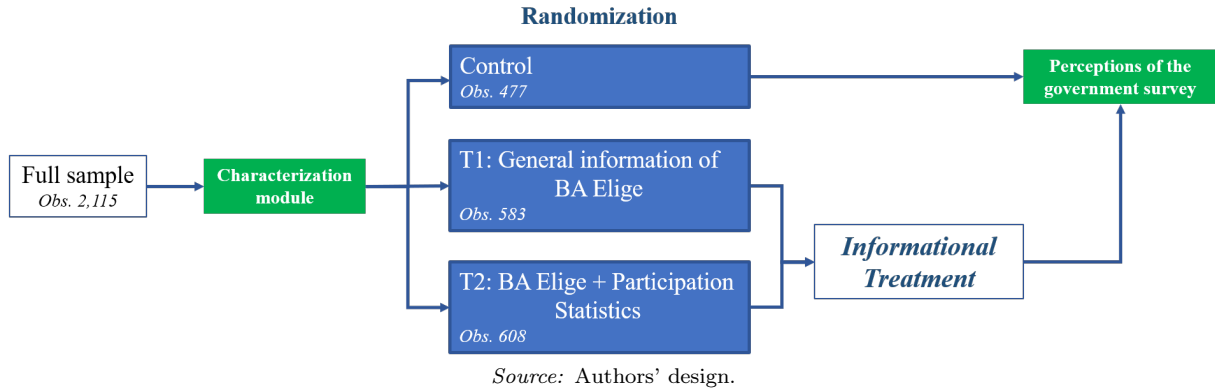 Randomization
Control
Obs. 477
Perceptions of the
government survey
Full sample
Obs. 2,115
Characterization
module
T1: General information of
BA Elige
Obs. 583
Informational
Treatment
T2: BA Elige + Participation
Statistics
Obs. 608
Source: Authors' design.